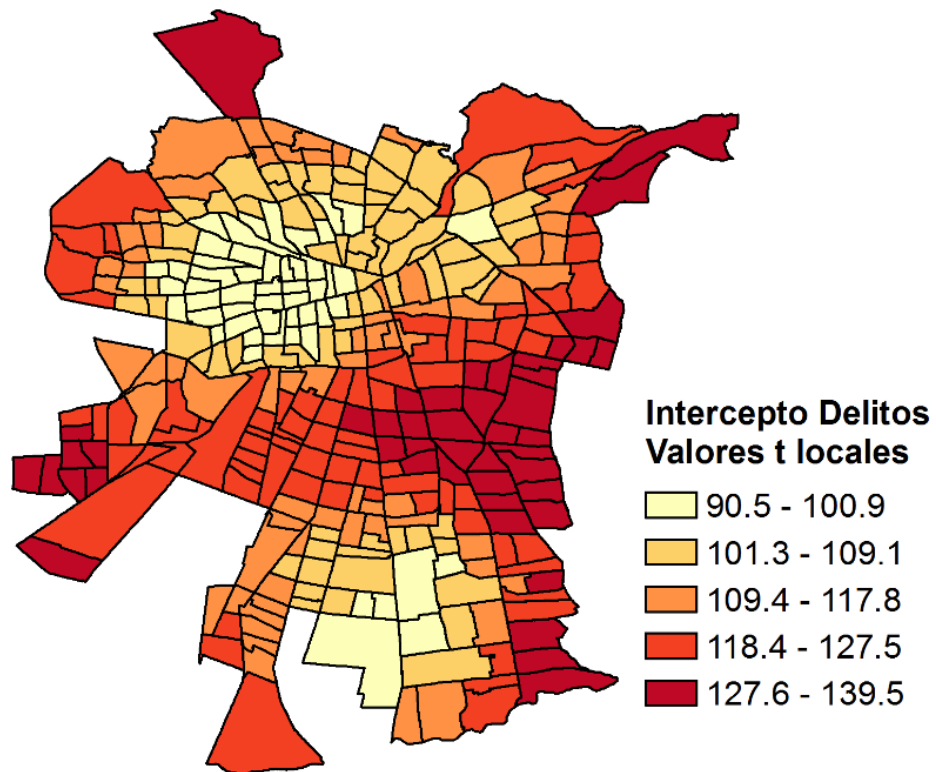 Intercepto Delitos
Valores t locales
90.5 - 100.9
101.3 - 109.1
109.4 - 117.8
118.4 - 127.5
127.6 - 139.5